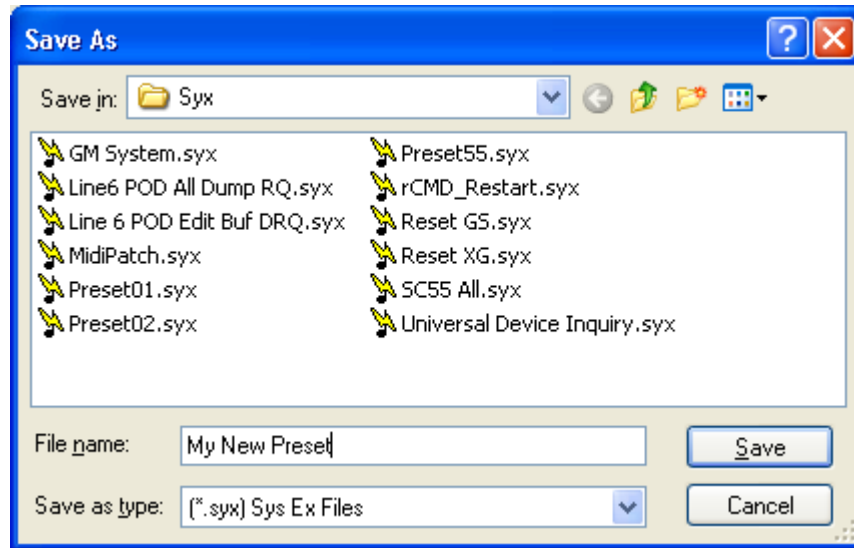 Save As
Save in: Syx
GM System.syx
Line6 POD All Dump RQ.syx
Line 6 POD Edit Buf DRQ.syx
MidiPatch.syx
Preset01.syx
Preset02.syx
Preset55.syx
rCMD_Restart.syx
Reset GS.syx
Reset XG.syx
SC55 All.syx
Universal Device Inquiry.syx
File name: My New Preset
Save
Save as type: (*.syx) Sys Ex Files
Cancel